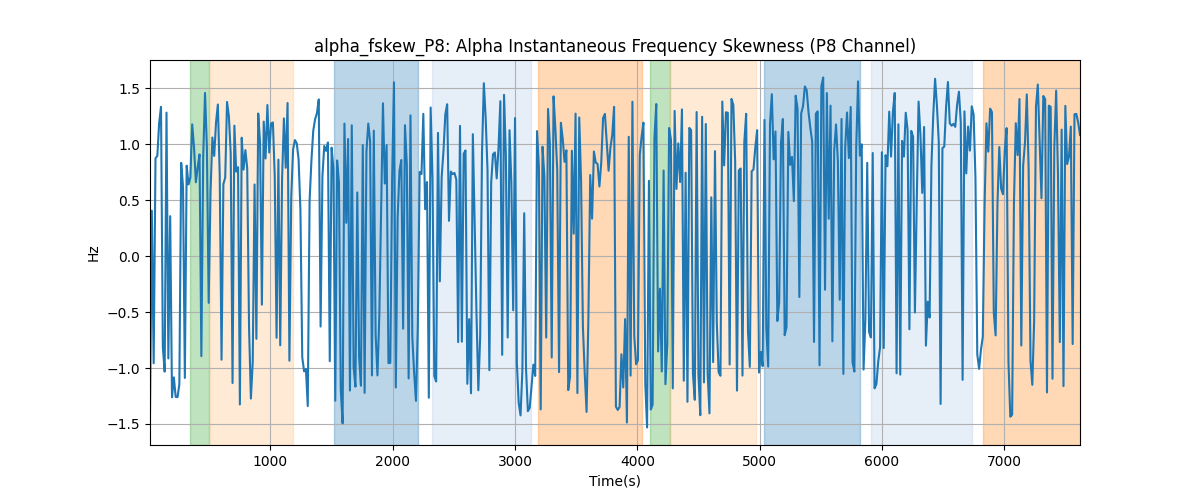 alpha_fskew_P8: Alpha Instantaneous Frequency Skewness (P8 Channel)
1.5
1.0
0.5
0.0
−0.5
−1.0
−1.5
Hz
1000 2000 3000 4000 5000 6000 7000
Time(s)